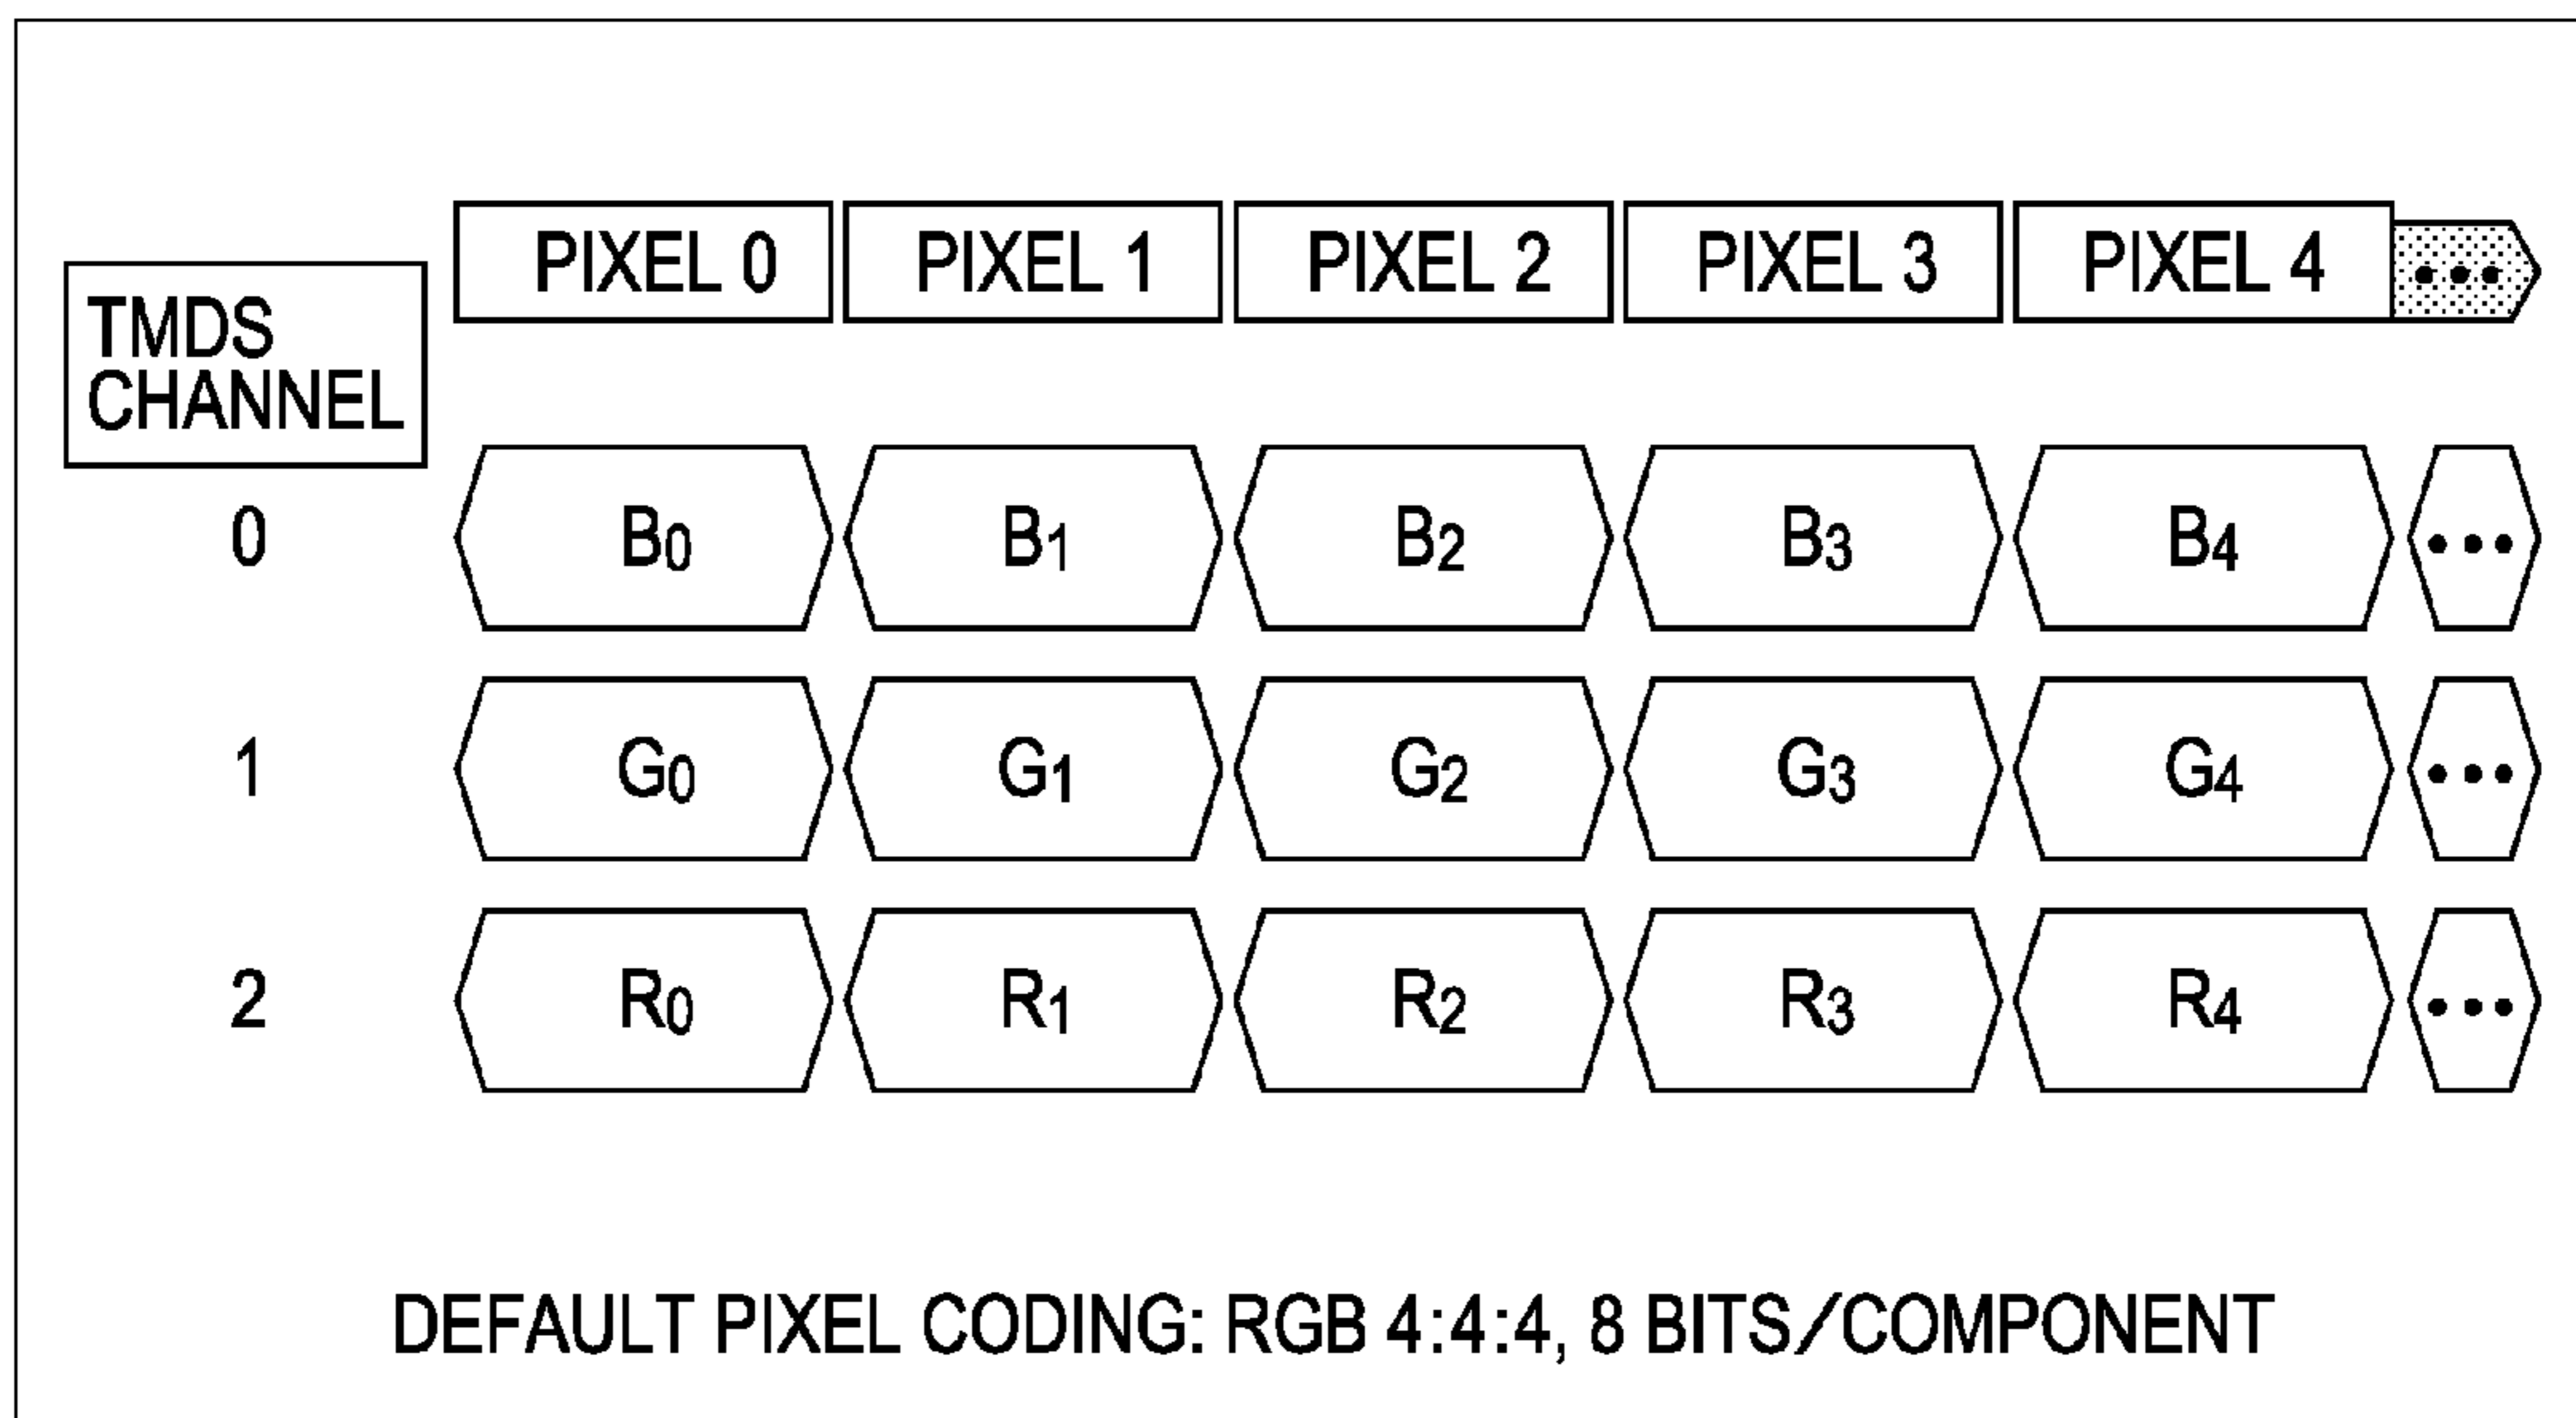 PIXEL 0 PIXEL 1 PIXEL 2 PIXEL 3 PIXEL 4 •••
TMDS
CHANNEL
0 B0 B1 B2 B3 B4 •••
1 G0 G1 G2 G3 G4 •••
2 R0 R1 R2 R3 R4 •••
DEFAULT PIXEL CODING: RGB 4:4:4, 8 BITS/COMPONENT